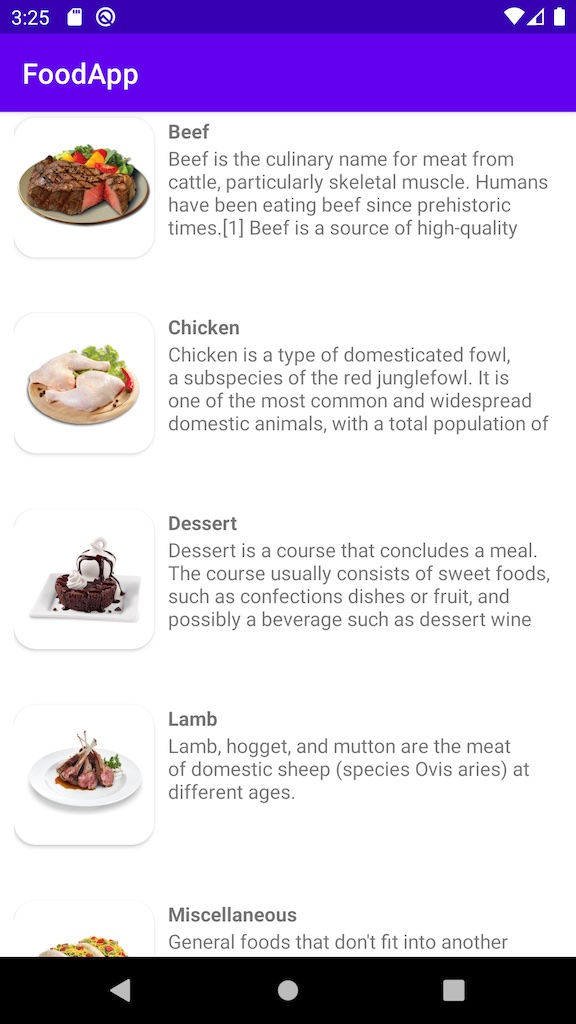 3:25
FoodApp
Beef
Beef is the culinary name for meat from
cattle, particularly skeletal muscle. Humans
have been eating beef since prehistoric
times.[1] Beef is a source of high-quality
Chicken
Chicken is a type of domesticated fowl,
a subspecies of the red junglefowl. It is
one of the most common and widespread
domestic animals, with a total population of
Dessert
Dessert is a course that concludes a meal.
The course usually consists of sweet foods,
such as confections dishes or fruit, and
possibly a beverage such as dessert wine
Lamb
Lamb, hogget, and mutton are the meat
of domestic sheep (species Ovis aries) at
different ages.
Miscellaneous
General foods that don't fit into another